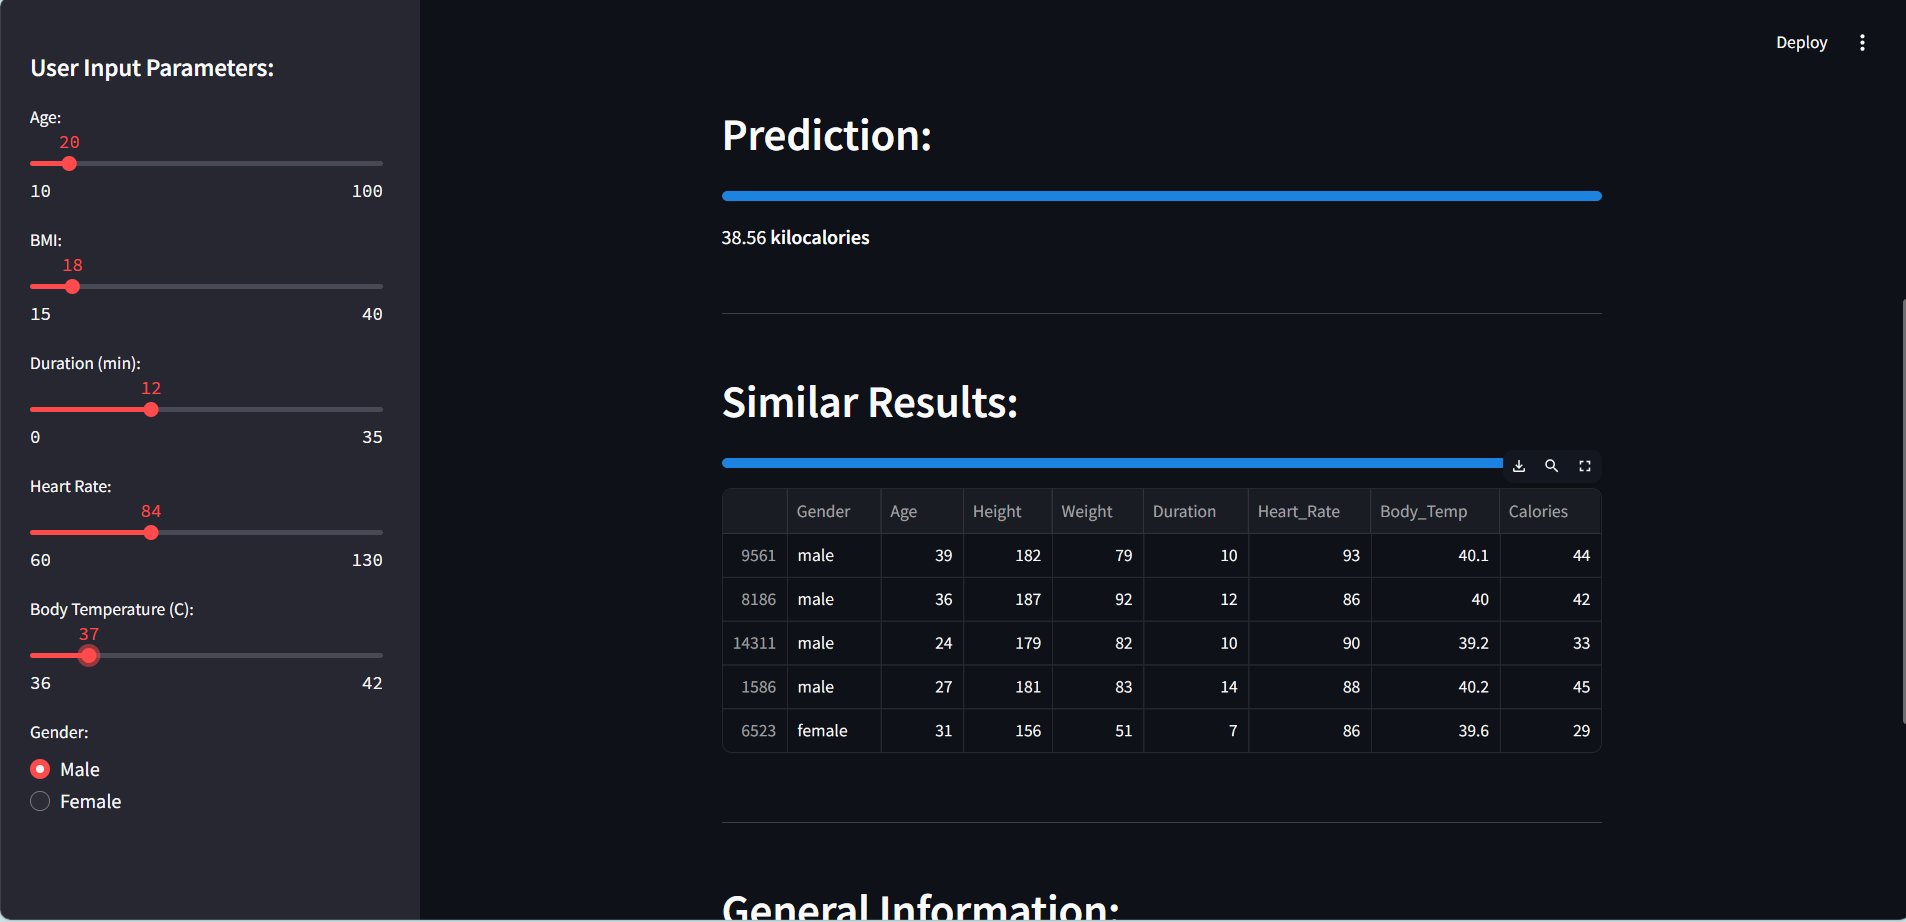 User Input Parameters:
Age:
20
10 100
BMI:
18
15 40
Duration (min):
12
0 35
Heart Rate:
84
60 130
Body Temperature (C):
37
36 42
Gender:
Male
Female
Deploy
Prediction:
38.56 kilocalories
Similar Results:
Gender Age Height Weight Duration Heart_Rate Body_Temp Calories
9561 male 39 182 79 10 93 40.1 44
8186 male 36 187 92 12 86 40 42
14311 male 24 179 82 10 90 39.2 33
1586 male 27 181 83 14 88 40.2 45
6523 female 31 156 51 7 86 39.6 29
General Information: